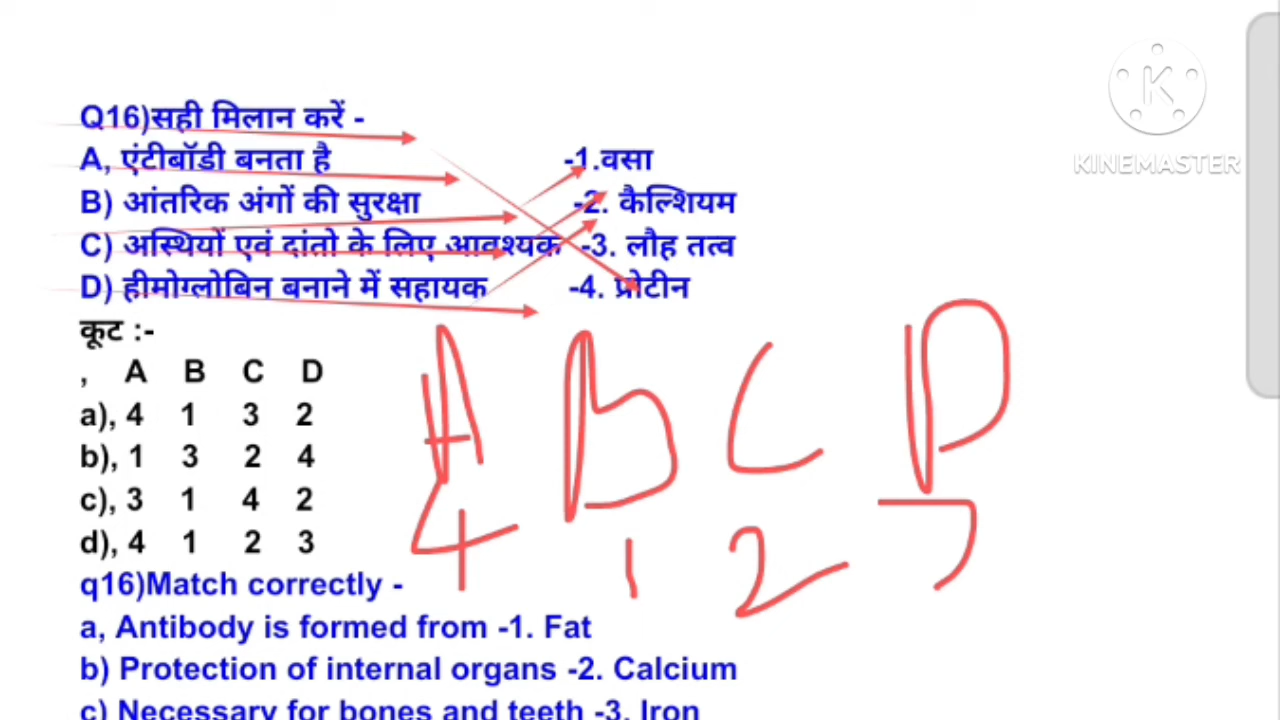 KINEMASTER
Q16)सही मिलान करें -
A, एंटीबॉडी बनता है -1.वसा
B) आंतरिक अंगों की सुरक्षा -2. कैल्शियम
C) अस्थियों एवं दांतो के लिए आवश्यक -3. लौह तत्व
D) हीमोग्लोबिन बनाने में सहायक -4. प्रोटीन
कूट :-
, A B C D
a), 4 1 3 2
b), 1 3 2 4
c), 3 1 4 2
d), 4 1 2 3
A B C D
4 1 2
q16)Match correctly -
a, Antibody is formed from -1. Fat
b) Protection of internal organs -2. Calcium
c) Necessary for bones and teeth -3. Iron